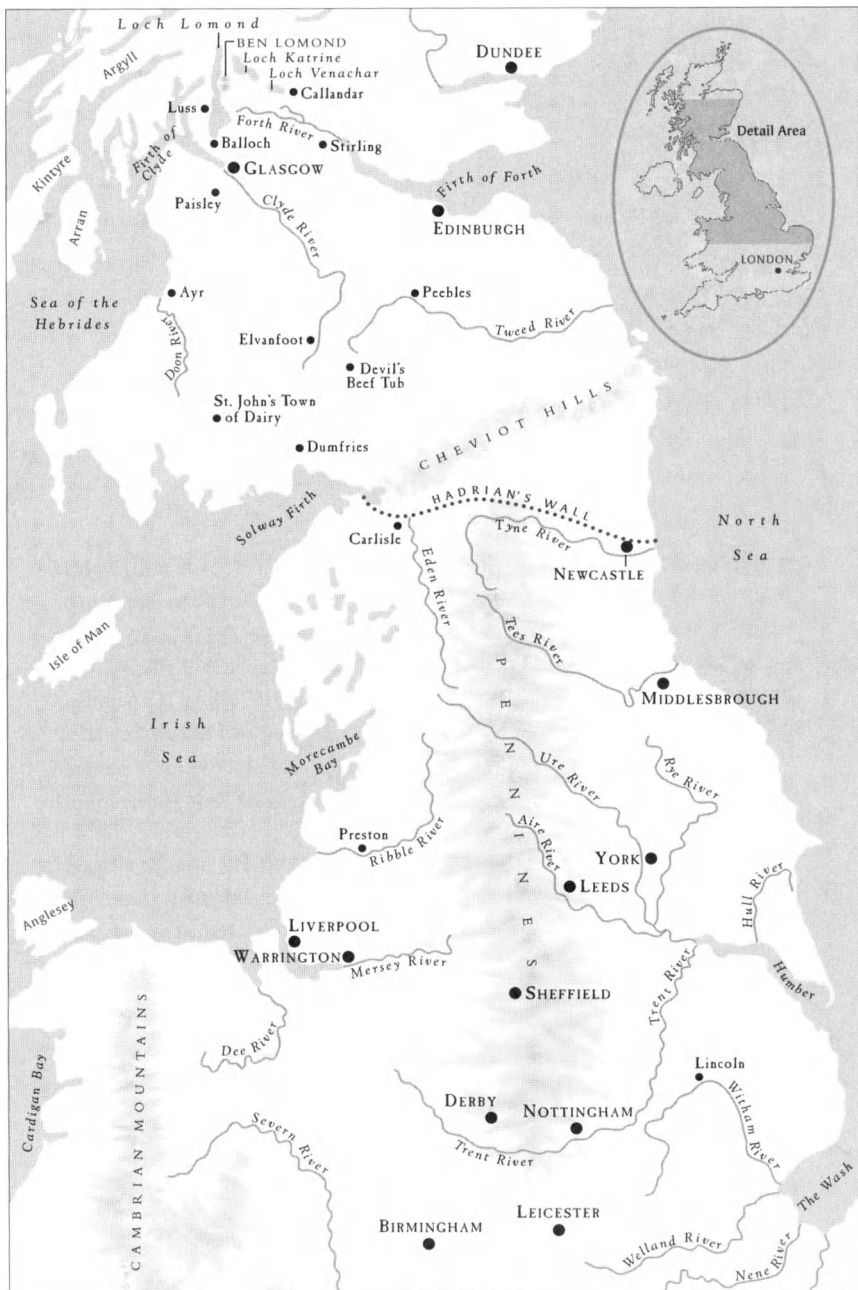 Loch Lomond
BEN LOMOND
Loch Katrine
Loch Venachar
Argyll
DUNDEE
Callandar
Luss
Forth River
Balloch
Stirling
Firth of
Clyde
GLASGOW
Firth of Forth
Kintyre
Paisley
Clyde River
Arran
EDINBURGH
Detail Area
LONDON
Sea of the
Hebrides
Ayr
Peebles
Doon River
Elvanfoot
Tweed River
Devil's
Beef Tub
St. John's Town
of Dairy
CHEVIOT HILLS
Dumfries
Solway Firth
HADRIAN'S WALL
Carlisle
Tyne River
North
Sea
NEWCASTLE
Eden River
Isle of Man
Tees River
PENNINES
MIDDLESBROUGH
Irish
Sea
Morecambe
Bay
Ure River
Rye River
Preston
Ribble River
Aire River
YORK
LEEDS
Hull River
Anglesey
LIVERPOOL
WARRINGTON
Mersey River
SHEFFIELD
Trent River
Humber
Dee River
Cardigan Bay
CAMBRIAN MOUNTAINS
Lincoln
Witham River
DERBY
NOTTINGHAM
Severn River
Trent River
The Wash
BIRMINGHAM
LEICESTER
Welland River
Nene River